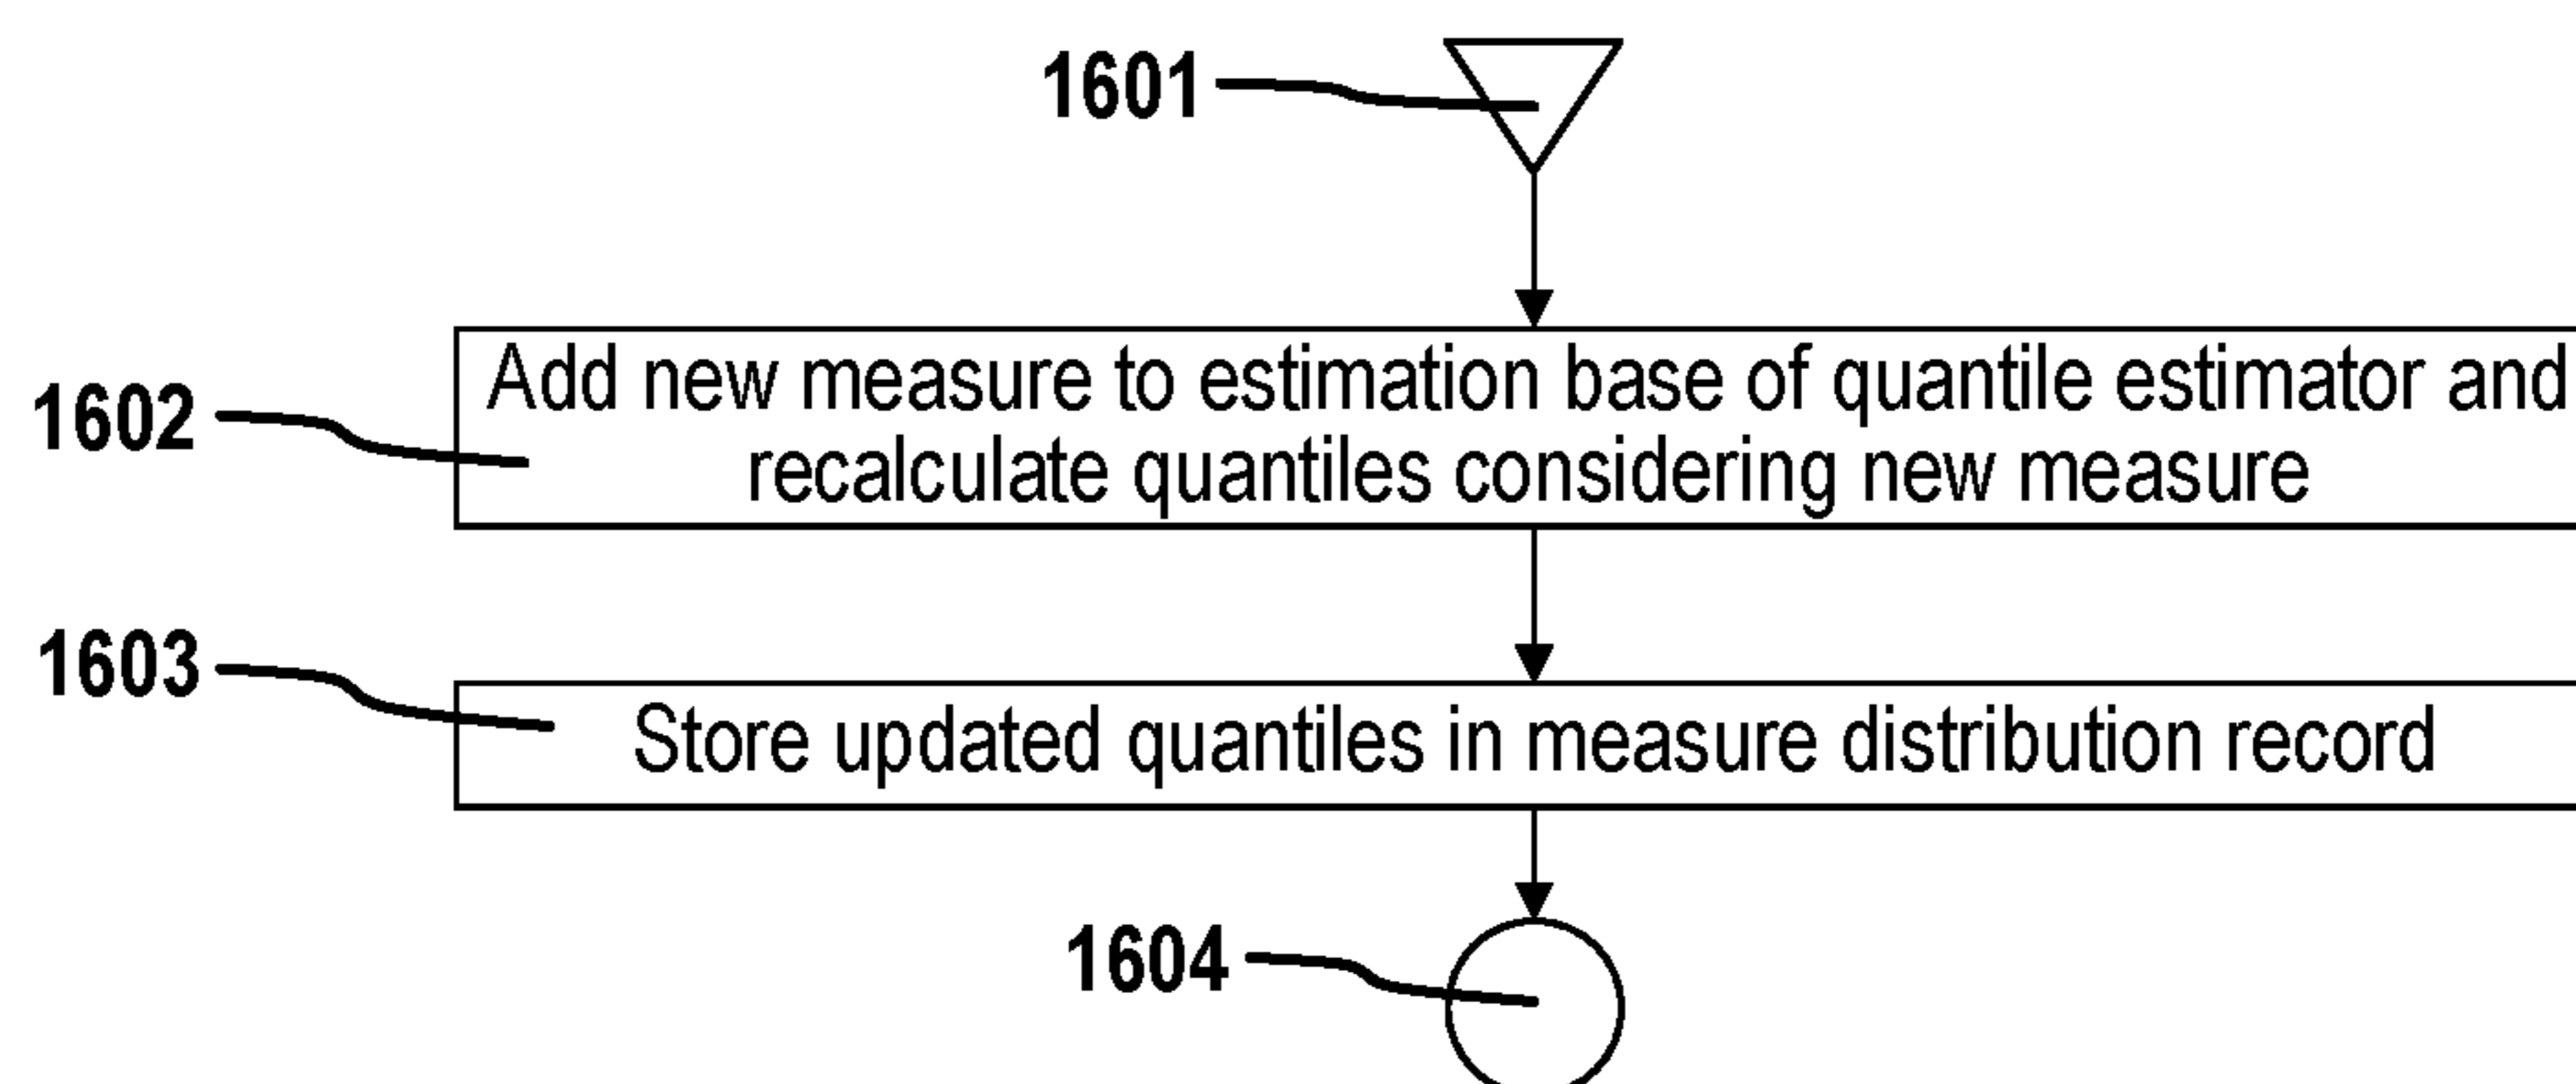 1601
1602
Add new measure to estimation base of quantile estimator and
recalculate quantiles considering new measure
1603
Store updated quantiles in measure distribution record
1604